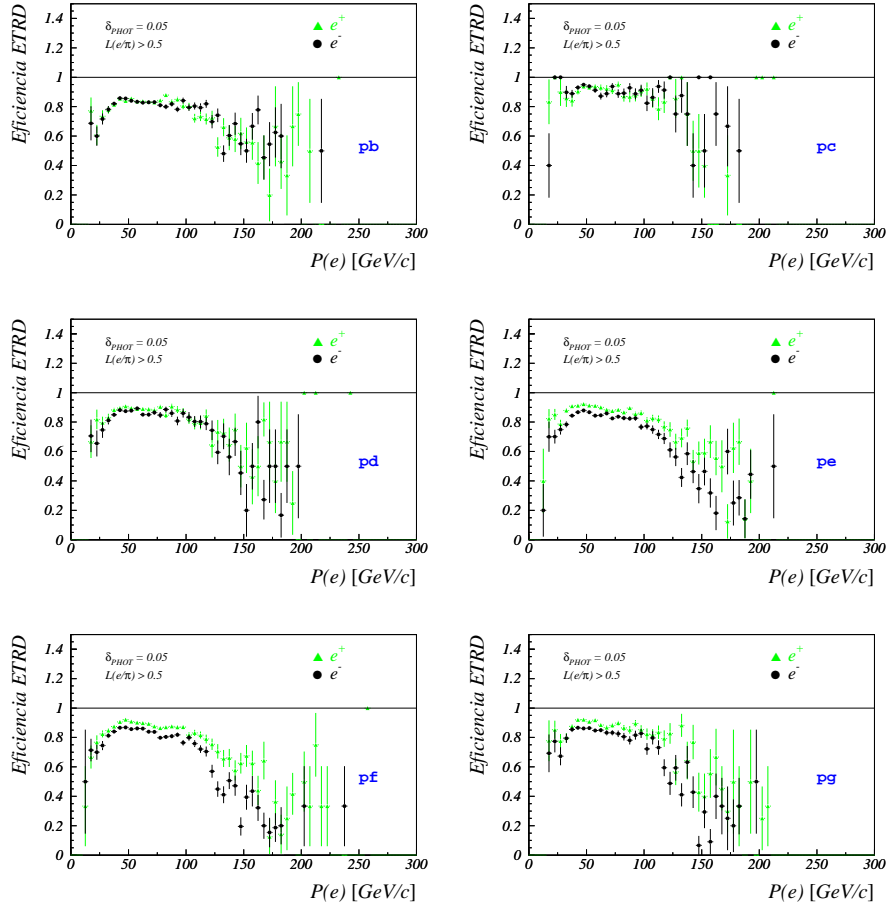 Eficiencia ETRD
1.4
1.2
1
0.8
0.6
0.4
0.2
0
δPHOT = 0.05
L(e/π) > 0.5
e+
e-
pb
0 50 100 150 200 250 300
P(e) [GeV/c]
Eficiencia ETRD
1.4
1.2
1
0.8
0.6
0.4
0.2
0
δPHOT = 0.05
L(e/π) > 0.5
e+
e-
pc
0 50 100 150 200 250 300
P(e) [GeV/c]
Eficiencia ETRD
1.4
1.2
1
0.8
0.6
0.4
0.2
0
δPHOT = 0.05
L(e/π) > 0.5
e+
e-
pd
0 50 100 150 200 250 300
P(e) [GeV/c]
Eficiencia ETRD
1.4
1.2
1
0.8
0.6
0.4
0.2
0
δPHOT = 0.05
L(e/π) > 0.5
e+
e-
pe
0 50 100 150 200 250 300
P(e) [GeV/c]
Eficiencia ETRD
1.4
1.2
1
0.8
0.6
0.4
0.2
0
δPHOT = 0.05
L(e/π) > 0.5
e+
e-
pf
0 50 100 150 200 250 300
P(e) [GeV/c]
Eficiencia ETRD
1.4
1.2
1
0.8
0.6
0.4
0.2
0
δPHOT = 0.05
L(e/π) > 0.5
e+
e-
pg
0 50 100 150 200 250 300
P(e) [GeV/c]